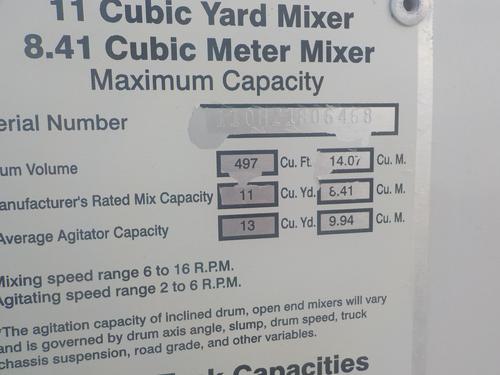 11 Cubic Yard Mixer
8.41 Cubic Meter Mixer
Maximum Capacity
erial Number
um Volume 497 Cu. Ft. 14.07 Cu. M.
anufacturer's Rated Mix Capacity 11 Cu. Yd. 8.41 Cu. M.
Average Agitator Capacity 13 Cu. Yd. 9.94 Cu. M.
Mixing speed range 6 to 16 R.P.M.
Agitating speed range 2 to 6 R.P.M.
*The agitation capacity of inclined drum, open end mixers will vary
and is governed by drum axis angle, slump, drum speed, truck
chassis suspension, road grade, and other variables.
Capacities